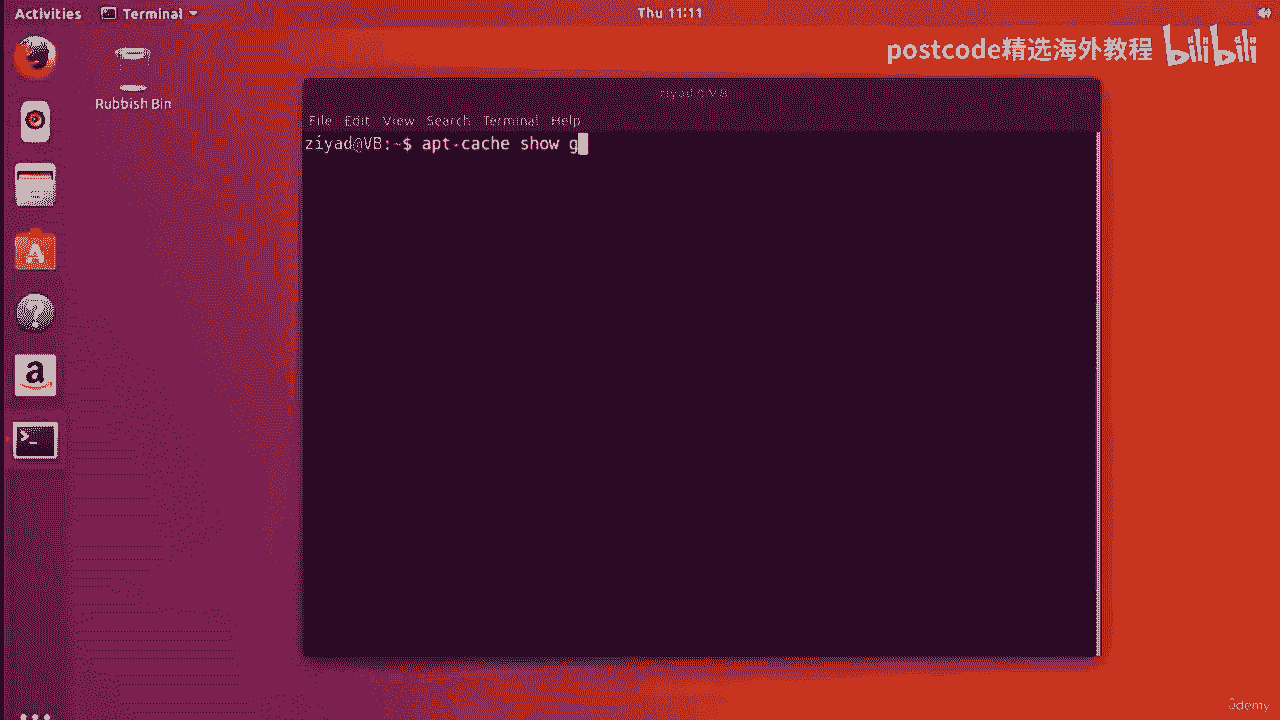 Activities Terminal Thu 11:11
postcode精选海外教程 bilibili
Rubbish Bin
ziyad@VB: ~
File Edit View Search Terminal Help
ziyad@VB:~$ apt-cache show g
a
Udemy